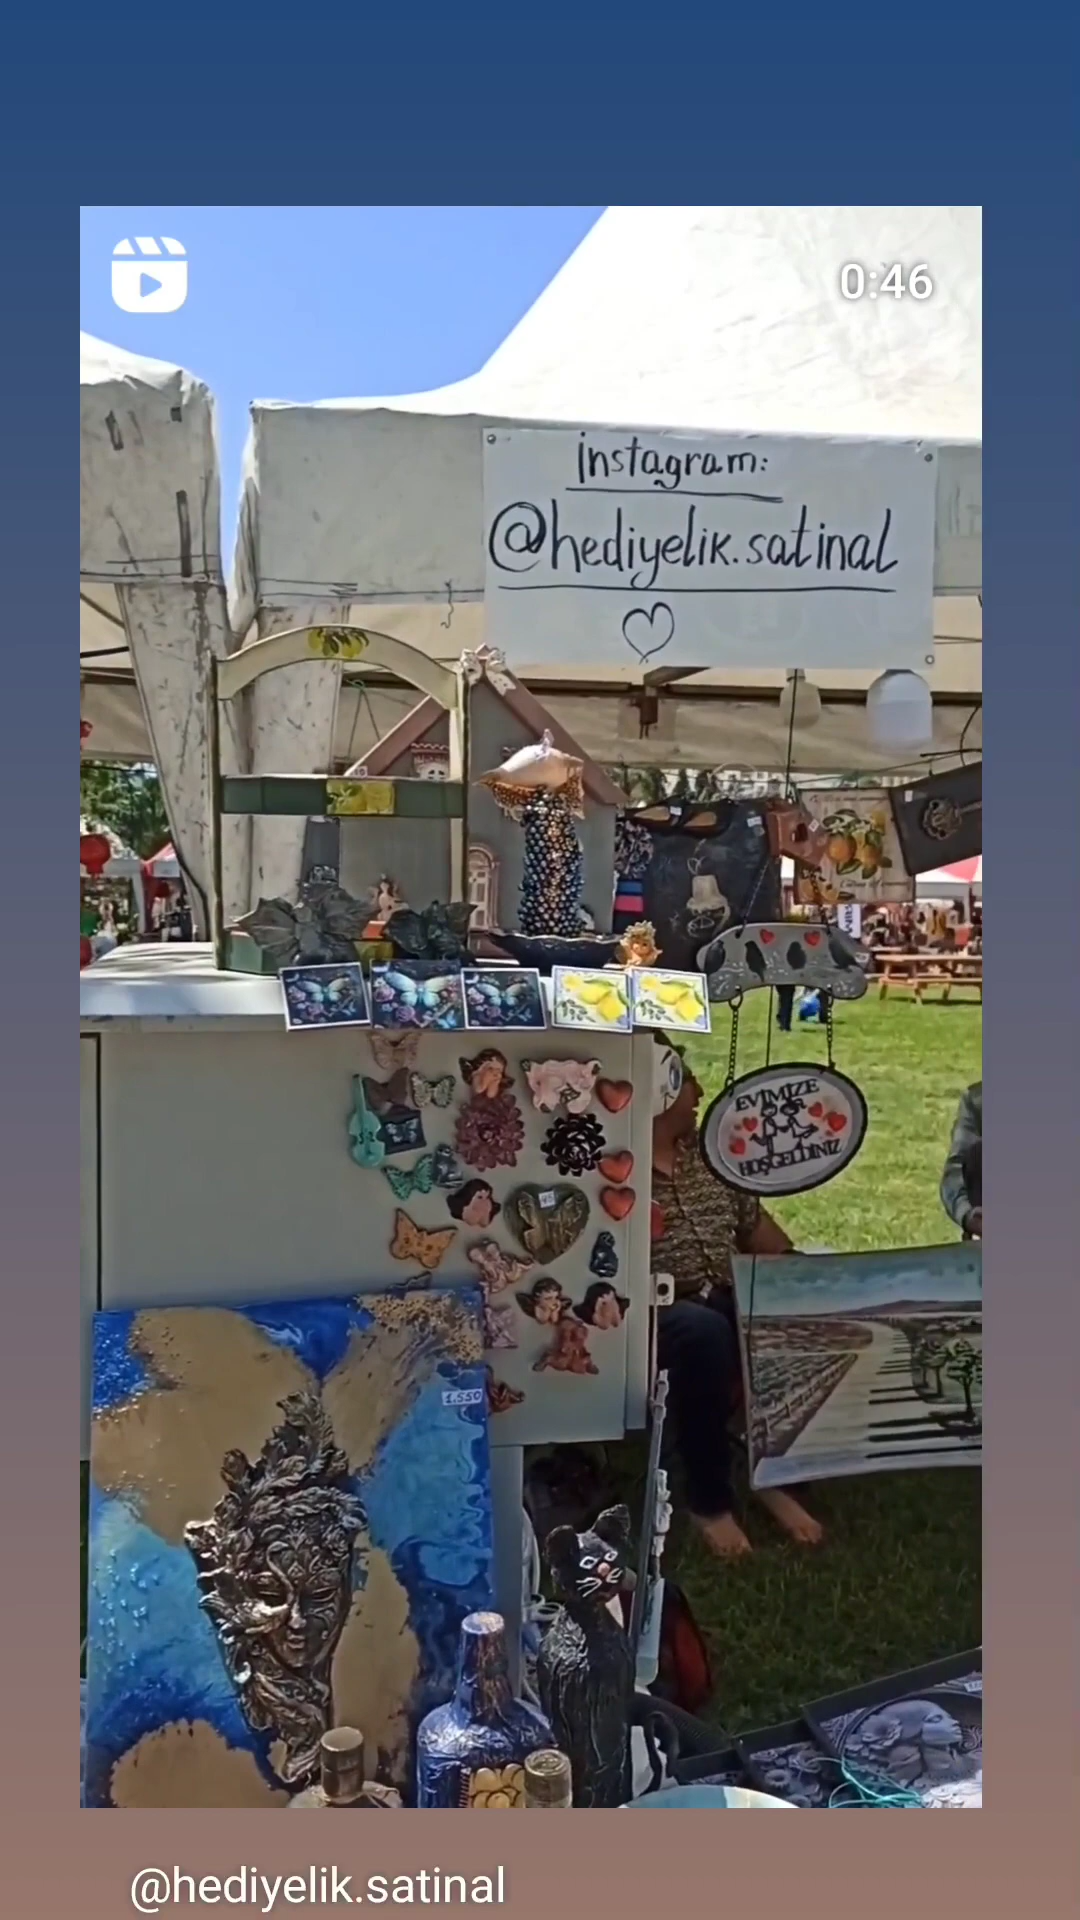 0:46
instagram:
@hediyelik.satinal
EVİMİZE
HOŞGELDİNİZ
1.550
@hediyelik.satinal